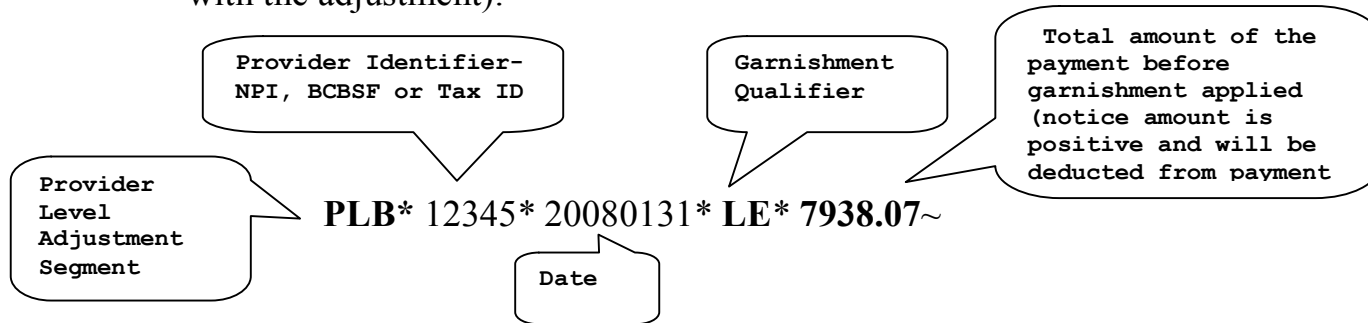 with the adjustment).
Provider Identifier-
NPI, BCBSF or Tax ID
Garnishment
Qualifier
Total amount of the
payment before
garnishment applied
(notice amount is
positive and will be
deducted from payment
Provider
Level
Adjustment
Segment
PLB* 12345* 20080131* LE* 7938.07~
Date